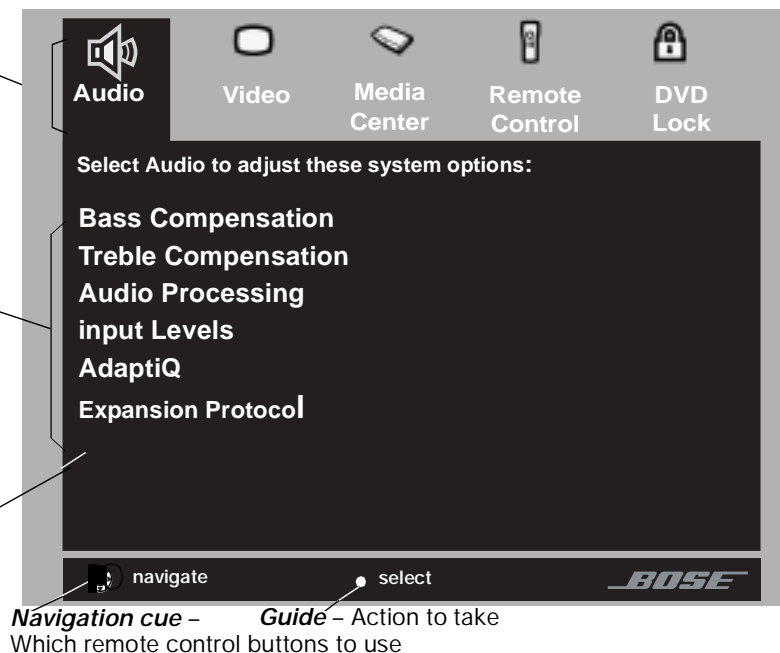 Audio
Video
Media
Center
Remote
Control
DVD
Lock
Select Audio to adjust these system options:
Bass Compensation
Treble Compensation
Audio Processing
input Levels
AdaptiQ
Expansion Protocol
navigate
select
BOSE
Navigation cue –
Which remote control buttons to use
Guide – Action to take